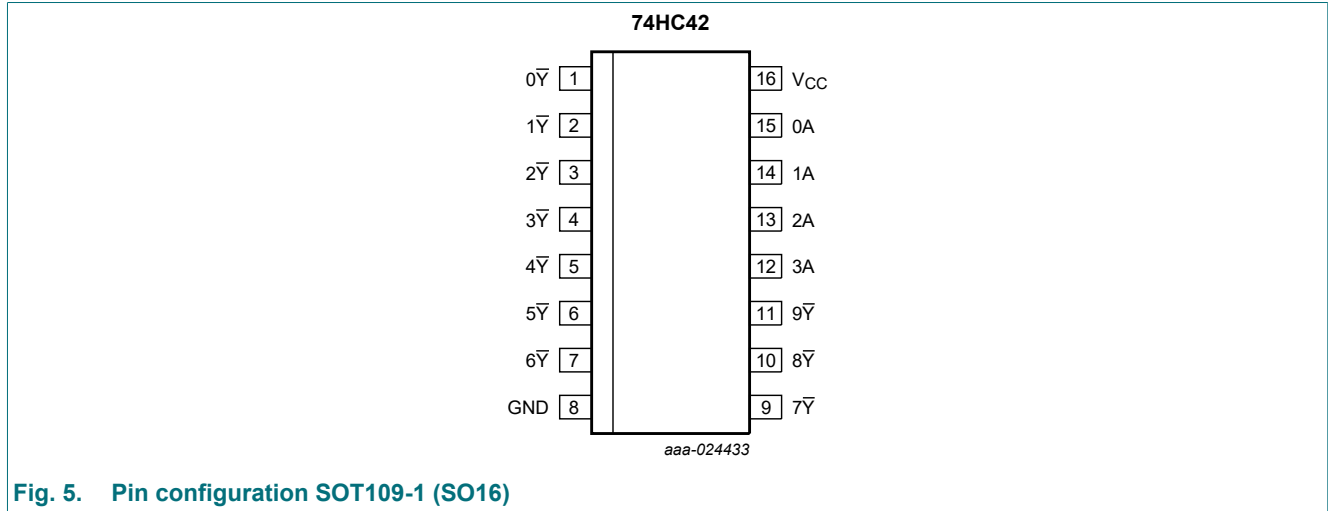 74HC42
0Y̅ 1 16 VCC
1Y̅ 2 15 0A
2Y̅ 3 14 1A
3Y̅ 4 13 2A
4Y̅ 5 12 3A
5Y̅ 6 11 9Y̅
6Y̅ 7 10 8Y̅
GND 8 9 7Y̅
aaa-024433
Fig. 5. Pin configuration SOT109-1 (SO16)